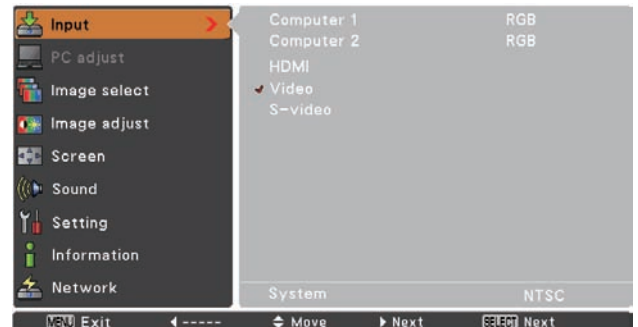 Input
PC adjust
Image select
Image adjust
Screen
Sound
Setting
Information
Network
Computer 1 RGB
Computer 2 RGB
HDMI
Video
S-video
System NTSC
MENU Exit ----- Move Next SELECT Next